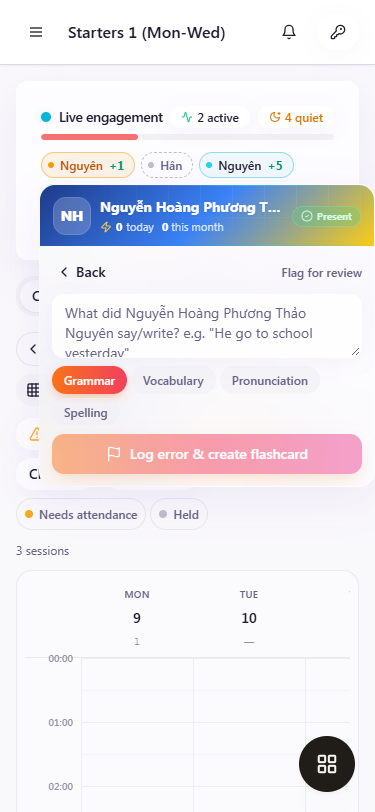 Starters 1 (Mon-Wed)
Live engagement
2 active
4 quiet
Nguyên +1
Hân
Nguyên +5
NH
Nguyễn Hoàng Phương T...
0 today 0 this month
Present
Back
Flag for review
What did Nguyễn Hoàng Phương Thảo
Nguyên say/write? e.g. "He go to school
yesterday"
Grammar
Vocabulary
Pronunciation
Spelling
Log error & create flashcard
Needs attendance
Held
3 sessions
MON
TUE
9
10
1
—
00:00
01:00
02:00